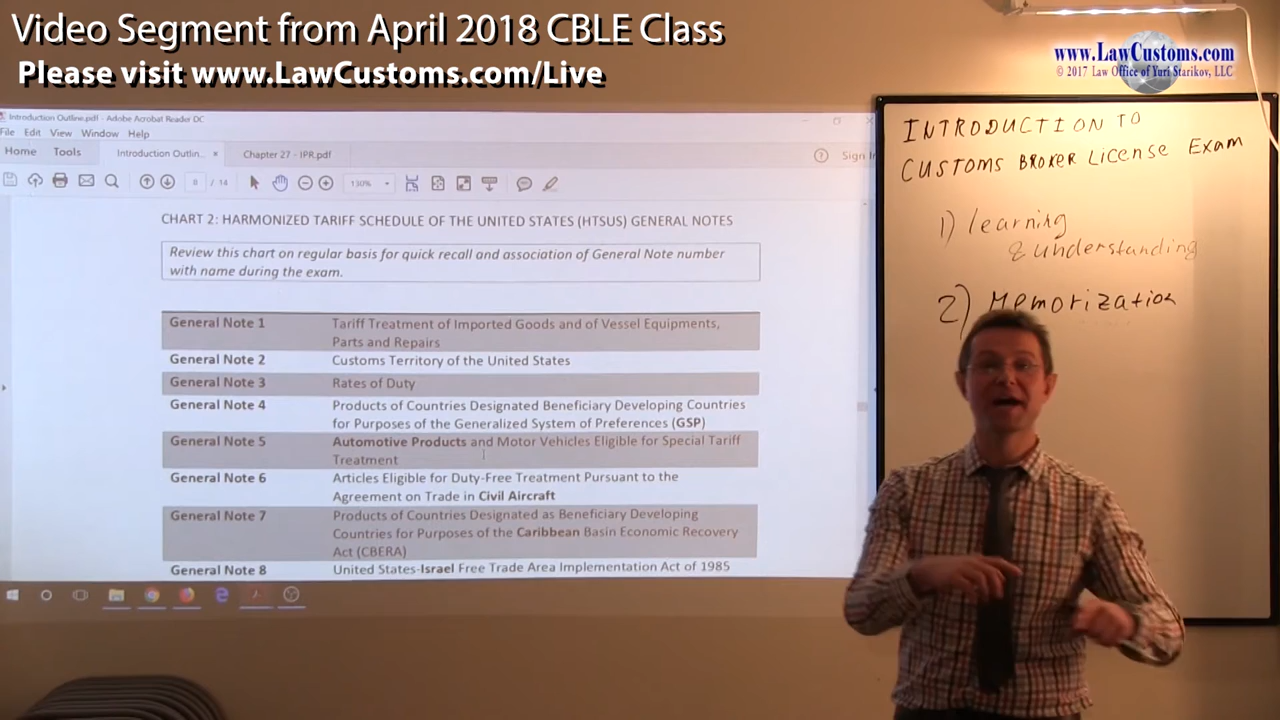 Video Segment from April 2018 CBLE Class
Please visit www.LawCustoms.com/Live
www.LawCustoms.com
© 2017 Law Office of Yuri Starikov, LLC
Introduction Outline.pdf - Adobe Acrobat Reader DC
File Edit View Window Help
Home Tools Introduction Outlin... × Chapter 27 - IPR.pdf Sign In
8 / 14 130%
CHART 2: HARMONIZED TARIFF SCHEDULE OF THE UNITED STATES (HTSUS) GENERAL NOTES
Review this chart on regular basis for quick recall and association of General Note number
with name during the exam.
General Note 1 Tariff Treatment of Imported Goods and of Vessel Equipments,
Parts and Repairs
General Note 2 Customs Territory of the United States
General Note 3 Rates of Duty
General Note 4 Products of Countries Designated Beneficiary Developing Countries
for Purposes of the Generalized System of Preferences (GSP)
General Note 5 Automotive Products and Motor Vehicles Eligible for Special Tariff
Treatment
General Note 6 Articles Eligible for Duty-Free Treatment Pursuant to the
Agreement on Trade in Civil Aircraft
General Note 7 Products of Countries Designated as Beneficiary Developing
Countries for Purposes of the Caribbean Basin Economic Recovery
Act (CBERA)
General Note 8 United States-Israel Free Trade Area Implementation Act of 1985
INTRODUCTION TO
CUSTOMS BROKER LICENSE EXAM
1) learning
& understanding
2) Memorization